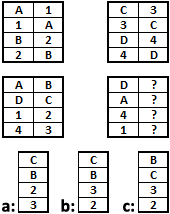 A 1 C 3
1 A 3 C
B 2 D 4
2 B 4 D
A B D ?
D C A ?
1 2 4 ?
4 3 1 ?
C C B
B B C
2 3 3
a: 3 b: 2 c: 2